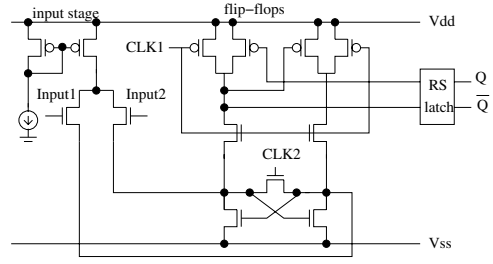 input stage
flip-flops
Vdd
CLK1
RS
latch
Q
Q
Input1
Input2
CLK2
Vss